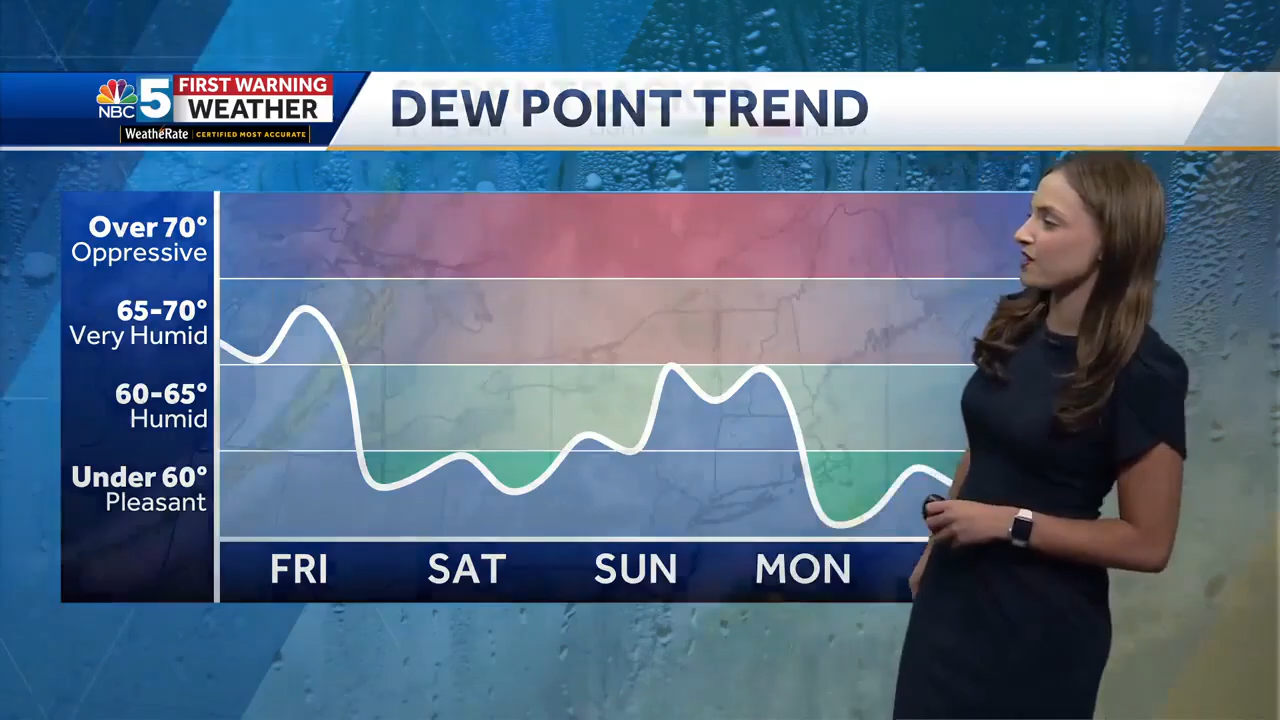 NBC 5 FIRST WARNING
WEATHER
WeatheRate | CERTIFIED MOST ACCURATE
DEW POINT TREND
Over 70°
Oppressive
65-70°
Very Humid
60-65°
Humid
Under 60°
Pleasant
FRI SAT SUN MON